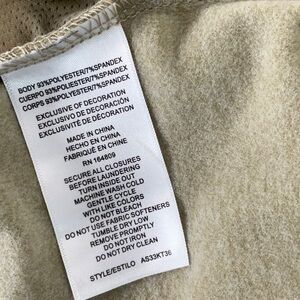 BODY 93%POLYESTER/7%SPANDEX
CUERPO 93%POLYESTER/7%SPANDEX
CORPS 93%POLYESTER/7%SPANDEX
EXCLUSIVE OF DECORATION
EXCLUSIVO DE DECORACIÓN
EXCLUSIVITÉ DE DÉCORATION
MADE IN CHINA
HECHO EN CHINA
FABRIQUÉ EN CHINE
RN 164809
SECURE ALL CLOSURES
BEFORE LAUNDERING
TURN INSIDE OUT
MACHINE WASH COLD
GENTLE CYCLE
WITH LIKE COLORS
DO NOT BLEACH
DO NOT USE FABRIC SOFTENERS
TUMBLE DRY LOW
REMOVE PROMPTLY
DO NOT IRON
DO NOT DRY CLEAN
STYLE/ESTILO AS33KT36